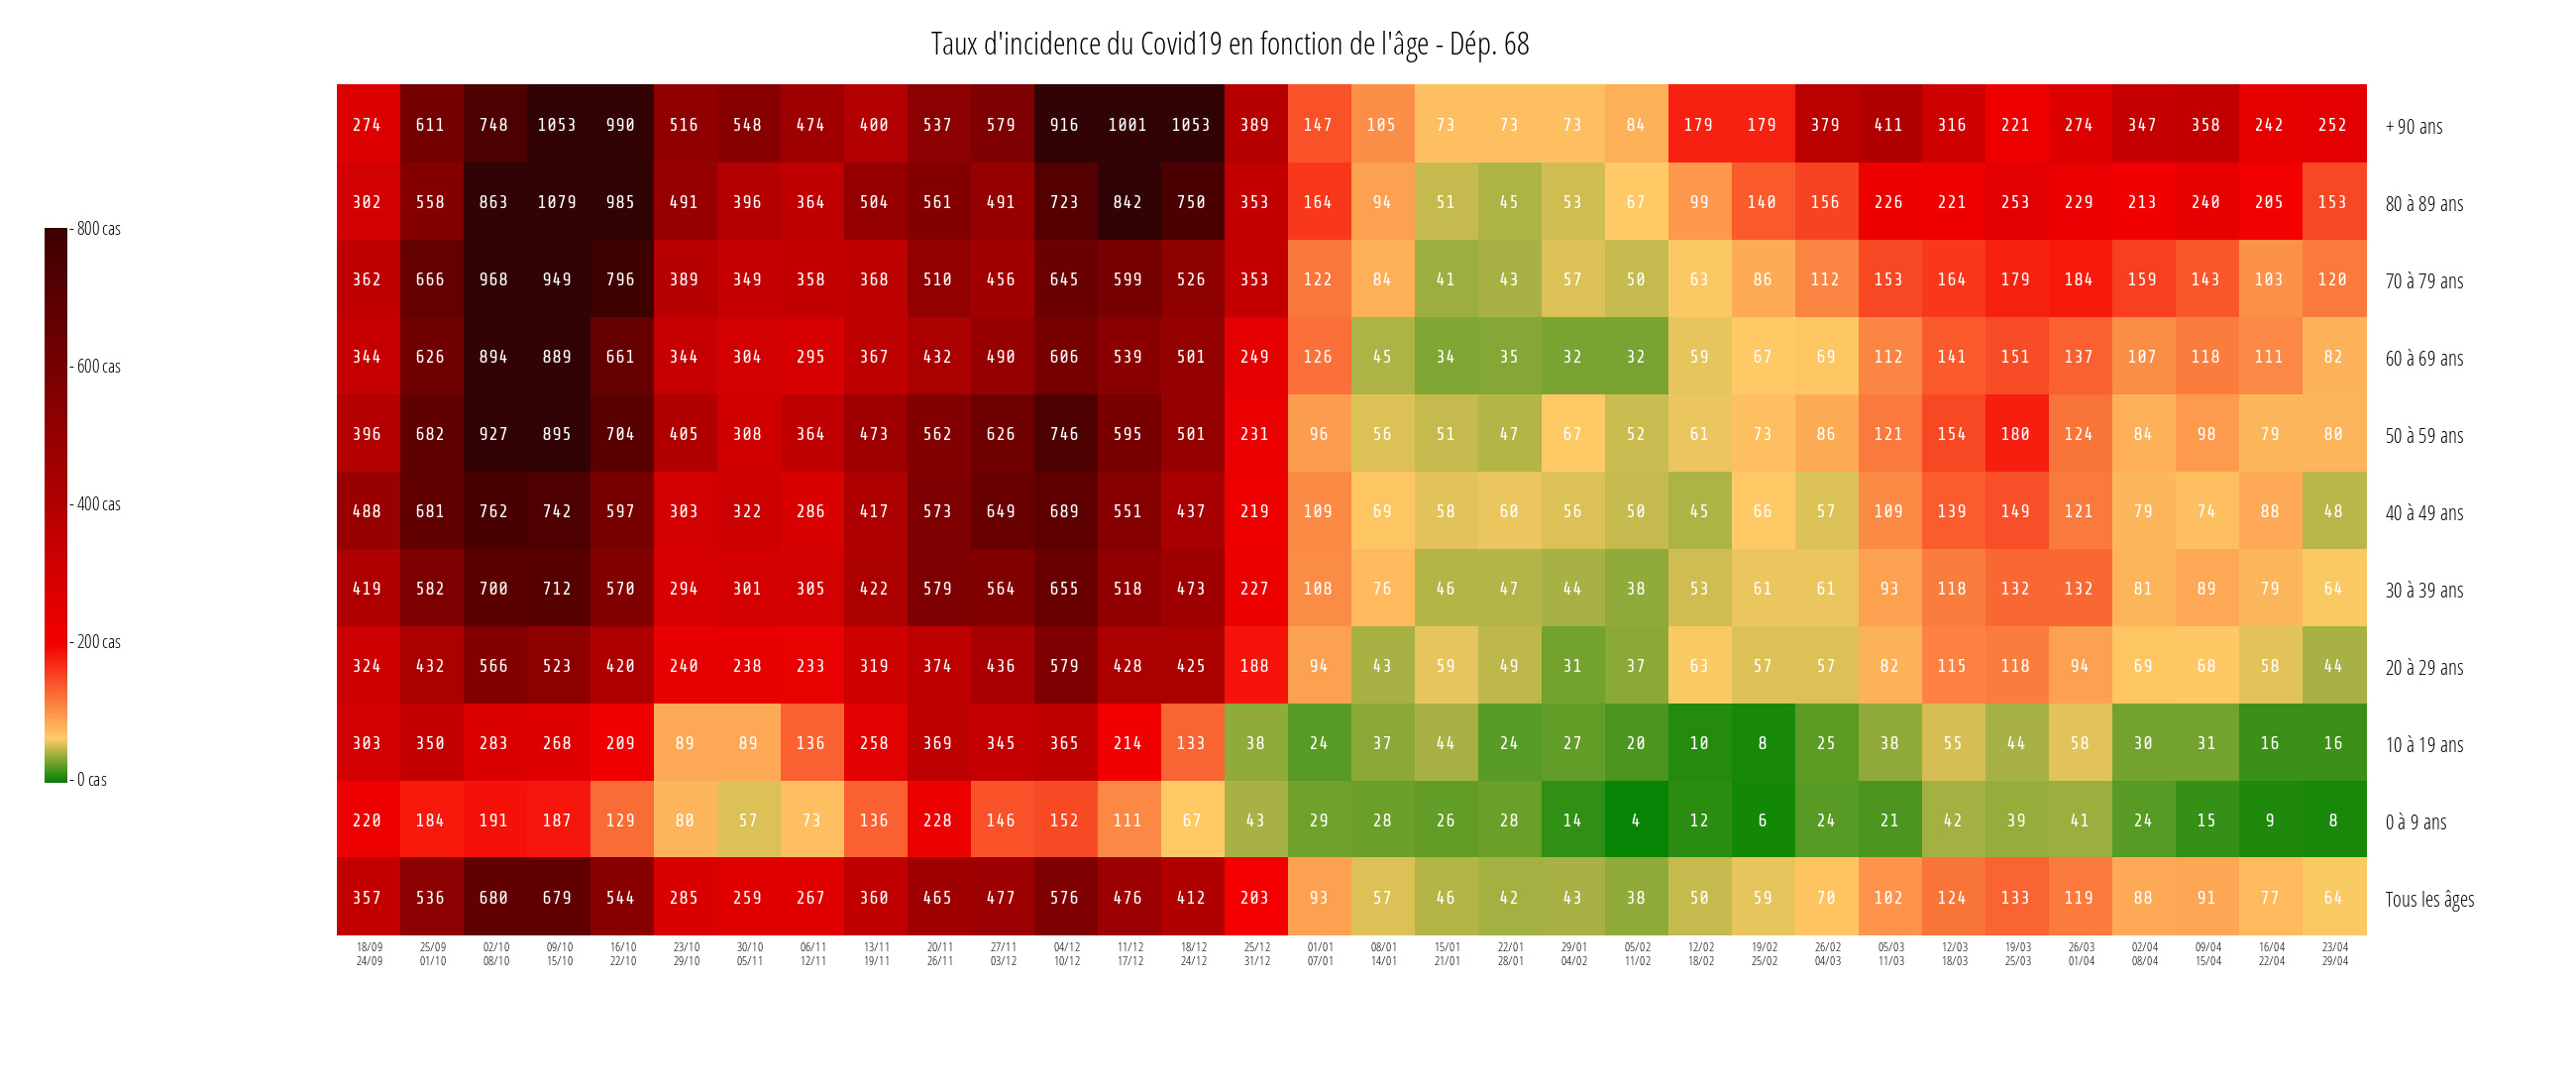 Taux d'incidence du Covid19 en fonction de l'âge - Dép. 68
- 800 cas
- 600 cas
- 400 cas
- 200 cas
- 0 cas
274 611 748 1053 990 516 548 474 400 537 579 916 1001 1053 389 147 105 73 73 73 84 179 179 379 411 316 221 274 347 358 242 252 + 90 ans
302 558 863 1079 985 491 396 364 504 561 491 723 842 750 353 164 94 51 45 53 67 99 140 156 226 221 253 229 213 240 205 153 80 à 89 ans
362 666 968 949 796 389 349 358 368 510 456 645 599 526 353 122 84 41 43 57 50 63 86 112 153 164 179 184 159 143 103 120 70 à 79 ans
344 626 894 889 661 344 304 295 367 432 490 606 539 501 249 126 45 34 35 32 32 59 67 69 112 141 151 137 107 118 111 82 60 à 69 ans
396 682 927 895 704 405 308 364 473 562 626 746 595 501 231 96 56 51 47 67 52 61 73 86 121 154 180 124 84 98 79 80 50 à 59 ans
488 681 762 742 597 303 322 286 417 573 649 689 551 437 219 109 69 58 60 56 50 45 66 57 109 139 149 121 79 74 88 48 40 à 49 ans
419 582 700 712 570 294 301 305 422 579 564 655 518 473 227 108 76 46 47 44 38 53 61 61 93 118 132 132 81 89 79 64 30 à 39 ans
324 432 566 523 420 240 238 233 319 374 436 579 428 425 188 94 43 59 49 31 37 63 57 57 82 115 118 94 69 68 58 44 20 à 29 ans
303 350 283 268 209 89 89 136 258 369 345 365 214 133 38 24 37 44 24 27 20 10 8 25 38 55 44 58 30 31 16 16 10 à 19 ans
220 184 191 187 129 80 57 73 136 228 146 152 111 67 43 29 28 26 28 14 4 12 6 24 21 42 39 41 24 15 9 8 0 à 9 ans
357 536 680 679 544 285 259 267 360 465 477 576 476 412 203 93 57 46 42 43 38 50 59 70 102 124 133 119 88 91 77 64 Tous les âges
18/09 25/09 02/10 09/10 16/10 23/10 30/10 06/11 13/11 20/11 27/11 04/12 11/12 18/12 25/12 01/01 08/01 15/01 22/01 29/01 05/02 12/02 19/02 26/02 05/03 12/03 19/03 26/03 02/04 09/04 16/04 23/04
24/09 01/10 08/10 15/10 22/10 29/10 05/11 12/11 19/11 26/11 03/12 10/12 17/12 24/12 31/12 07/01 14/01 21/01 28/01 04/02 11/02 18/02 25/02 04/03 11/03 18/03 25/03 01/04 08/04 15/04 22/04 29/04